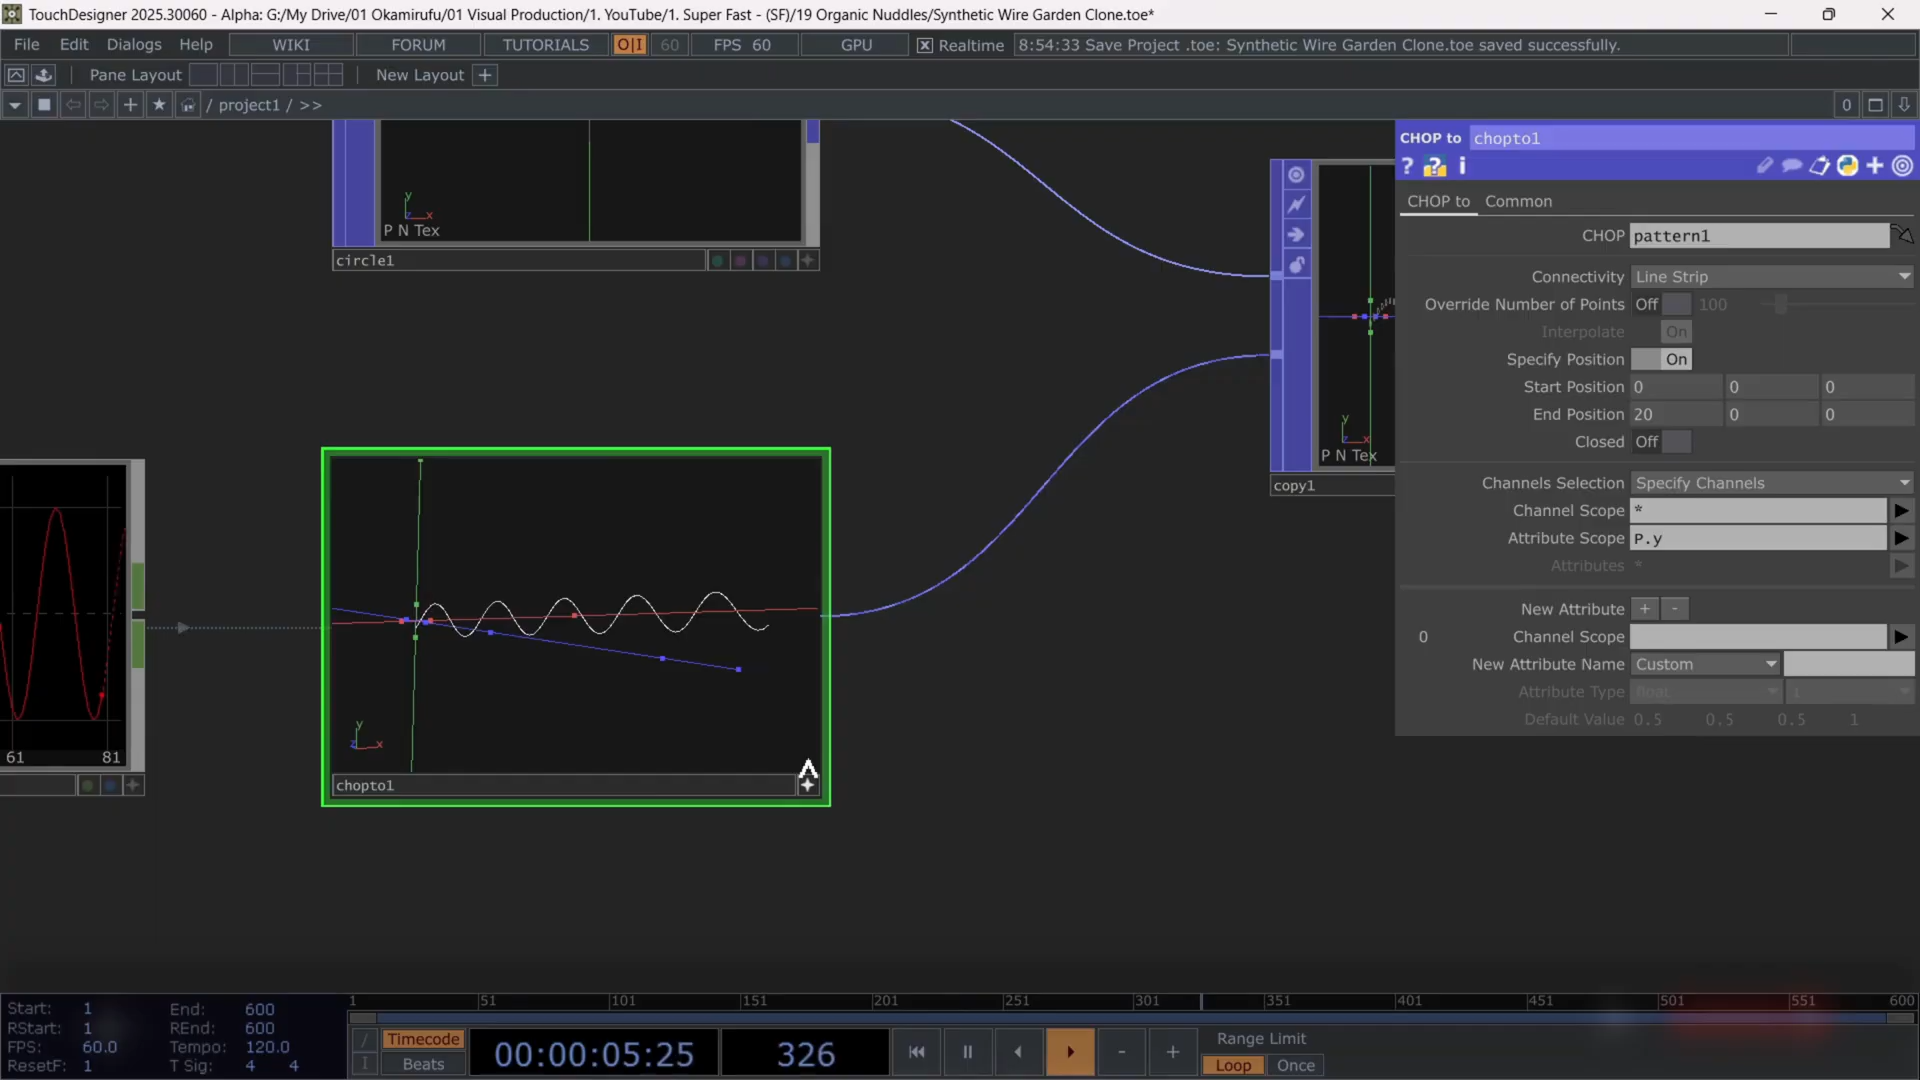 TouchDesigner 2025.30060 - Alpha: G:/My Drive/01 Okamirufu/01 Visual Production/1. YouTube/1. Super Fast - (SF)/19 Organic Nuddles/Synthetic Wire Garden Clone.toe*
File Edit Dialogs Help WIKI FORUM TUTORIALS O|I 60 FPS 60 GPU Realtime 8:54:33 Save Project .toe: Synthetic Wire Garden Clone.toe saved successfully.
Pane Layout New Layout +
/ project1 / >> 0
CHOP to chopto1
? ? i
CHOP to Common
CHOP pattern1
Connectivity Line Strip
Override Number of Points Off 100
Interpolate On
Specify Position On
Start Position 0 0 0
End Position 20 0 0
Closed Off
Channels Selection Specify Channels
Channel Scope *
Attribute Scope P.y
Attributes *
New Attribute + -
0 Channel Scope
New Attribute Name Custom
Attribute Type float 1
Default Value 0.5 0.5 0.5 1
y
z x
P N Tex
circle1
y
z x
P N Tex
copy1
61 81
y
z x
chopto1
Start: 1 End: 600
RStart: 1 REnd: 600
FPS: 60.0 Tempo: 120.0
ResetF: 1 T Sig: 4 4
1 51 101 151 201 251 301 351 401 451 501 551 600
/ Timecode
I Beats
00:00:05:25 326
- +
Range Limit
Loop Once